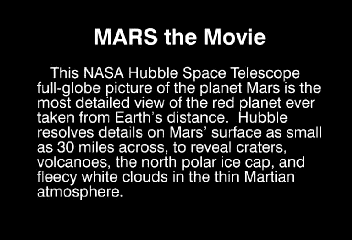 MARS the Movie
This NASA Hubble Space Telescope
full-globe picture of the planet Mars is the
most detailed view of the red planet ever
taken from Earth's distance.  Hubble
resolves details on Mars' surface as small
as 30 miles across, to reveal craters,
volcanoes, the north polar ice cap, and
fleecy white clouds in the thin Martian
atmosphere.